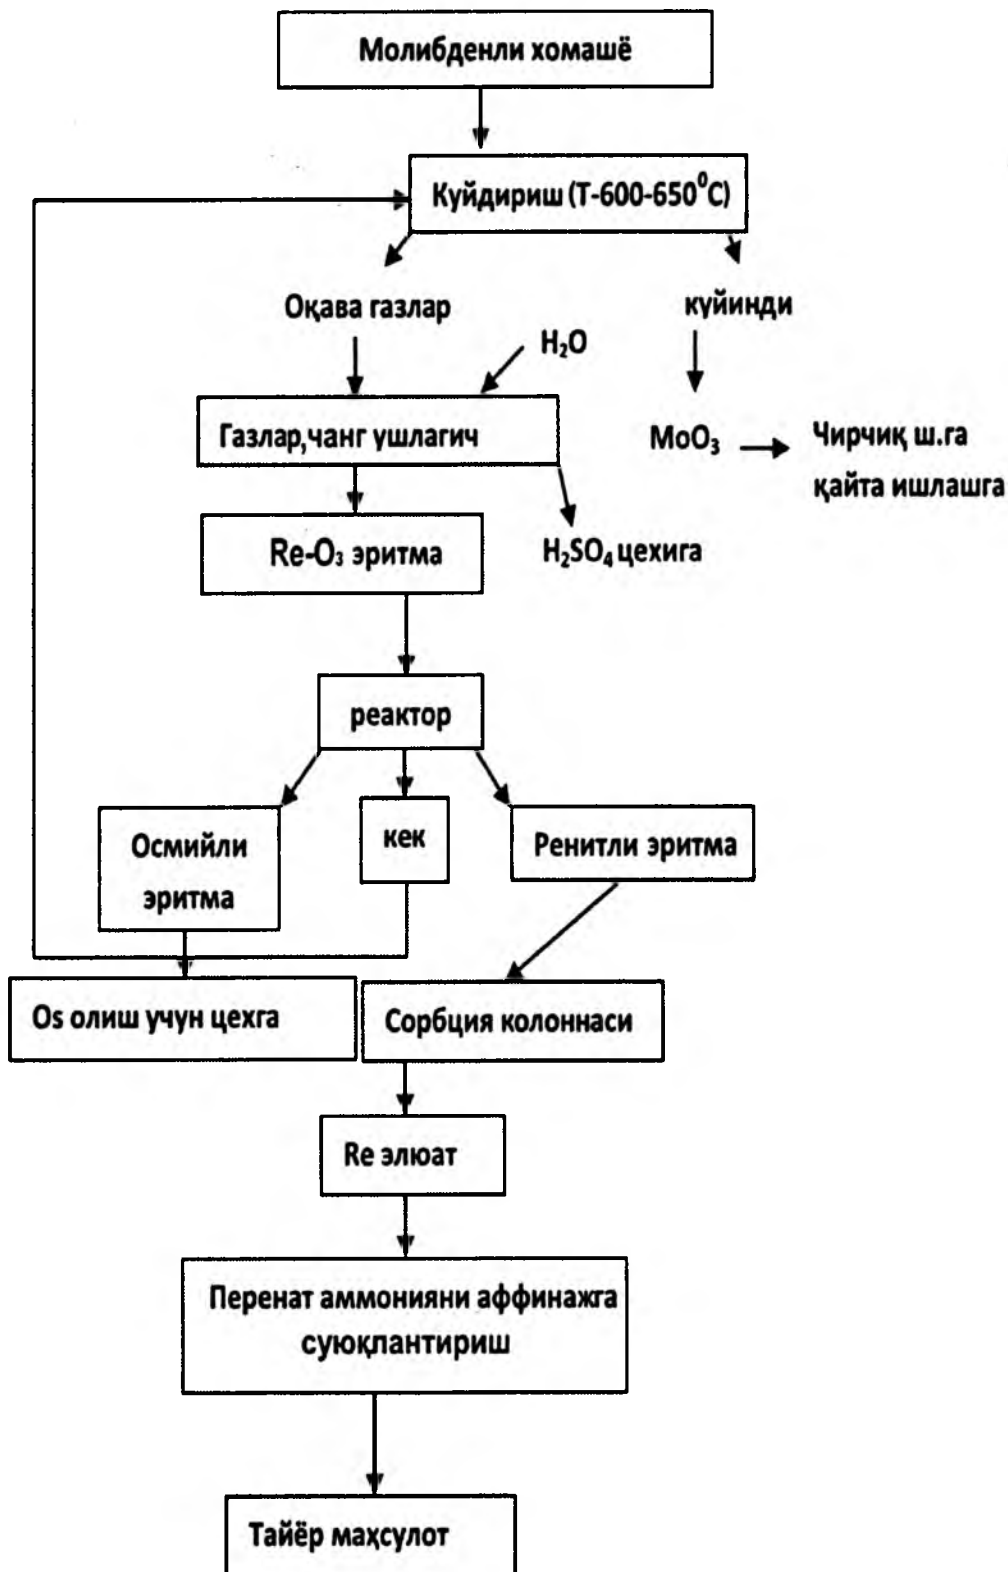 Молибденли хомашё
Куйдириш (Т-600-650⁰С)
Оқава газлар
күйинди
H₂O
Газлар,чанг ушлагич
MoO₃
Чирчиқ ш.га
қайта ишлашга
Re-O₃ эритма
H₂SO₄ цехига
реактор
Осмийли
эритма
кек
Ренитли эритма
Os олиш учун цехга
Сорбция колоннаси
Re элюат
Перенат аммонияни аффинажга
суюқлантириш
Тайёр маҳсулот